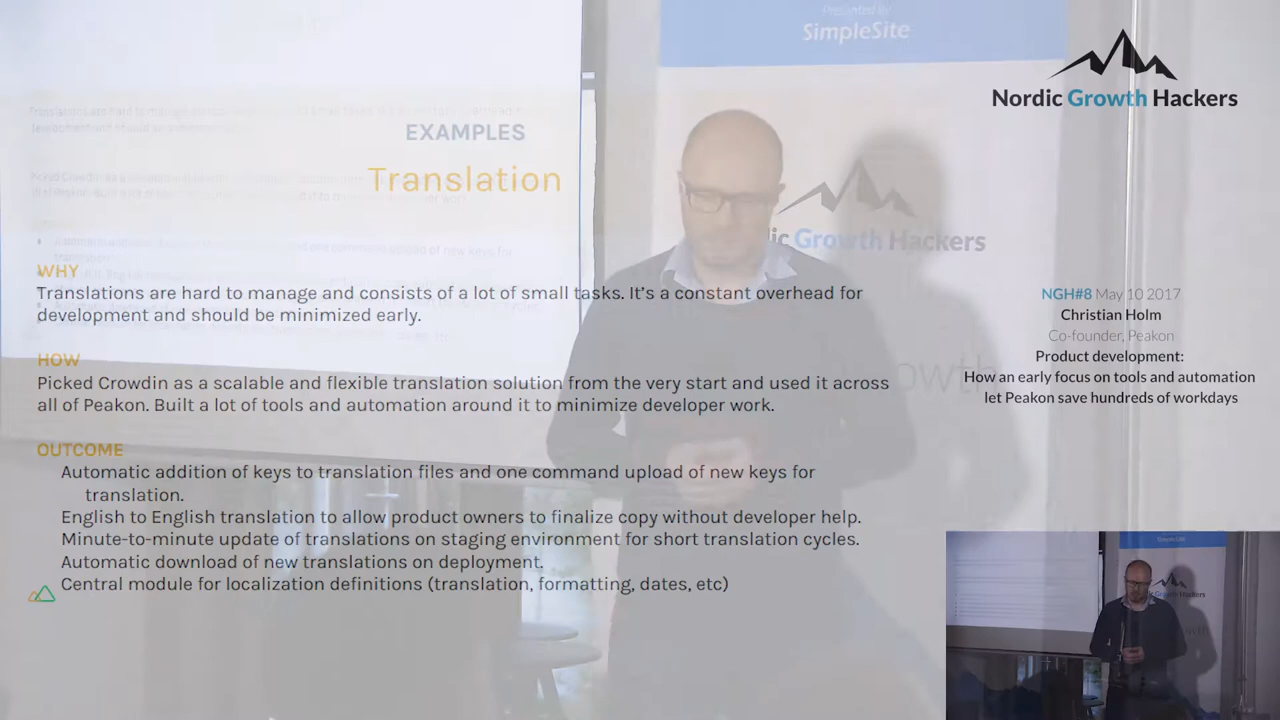 Presented by
SimpleSite
Nordic Growth Hackers
EXAMPLES
Translation
ic Growth Hackers
WHY
Translations are hard to manage and consists of a lot of small tasks. It's a constant overhead for
development and should be minimized early.
HOW
Picked Crowdin as a scalable and flexible translation solution from the very start and used it across
all of Peakon. Built a lot of tools and automation around it to minimize developer work.
OUTCOME
Automatic addition of keys to translation files and one command upload of new keys for
translation.
English to English translation to allow product owners to finalize copy without developer help.
Minute-to-minute update of translations on staging environment for short translation cycles.
Automatic download of new translations on deployment.
Central module for localization definitions (translation, formatting, dates, etc)
NGH#8 May 10 2017
Christian Holm
Co-founder, Peakon
Product development:
How an early focus on tools and automation
let Peakon save hundreds of workdays